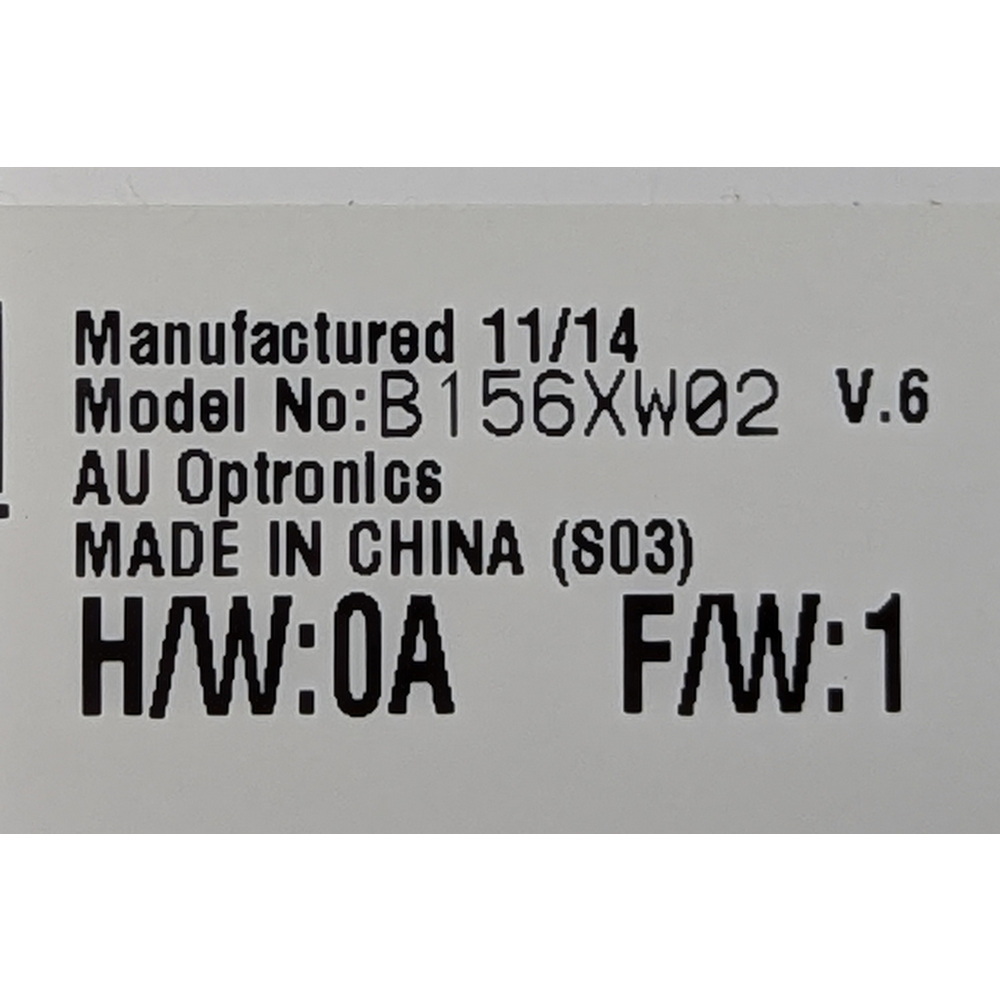 Manufactured 11/14
Model No:B156XW02 V.6
AU Optronics
MADE IN CHINA (S03)
H/W:0A F/W:1